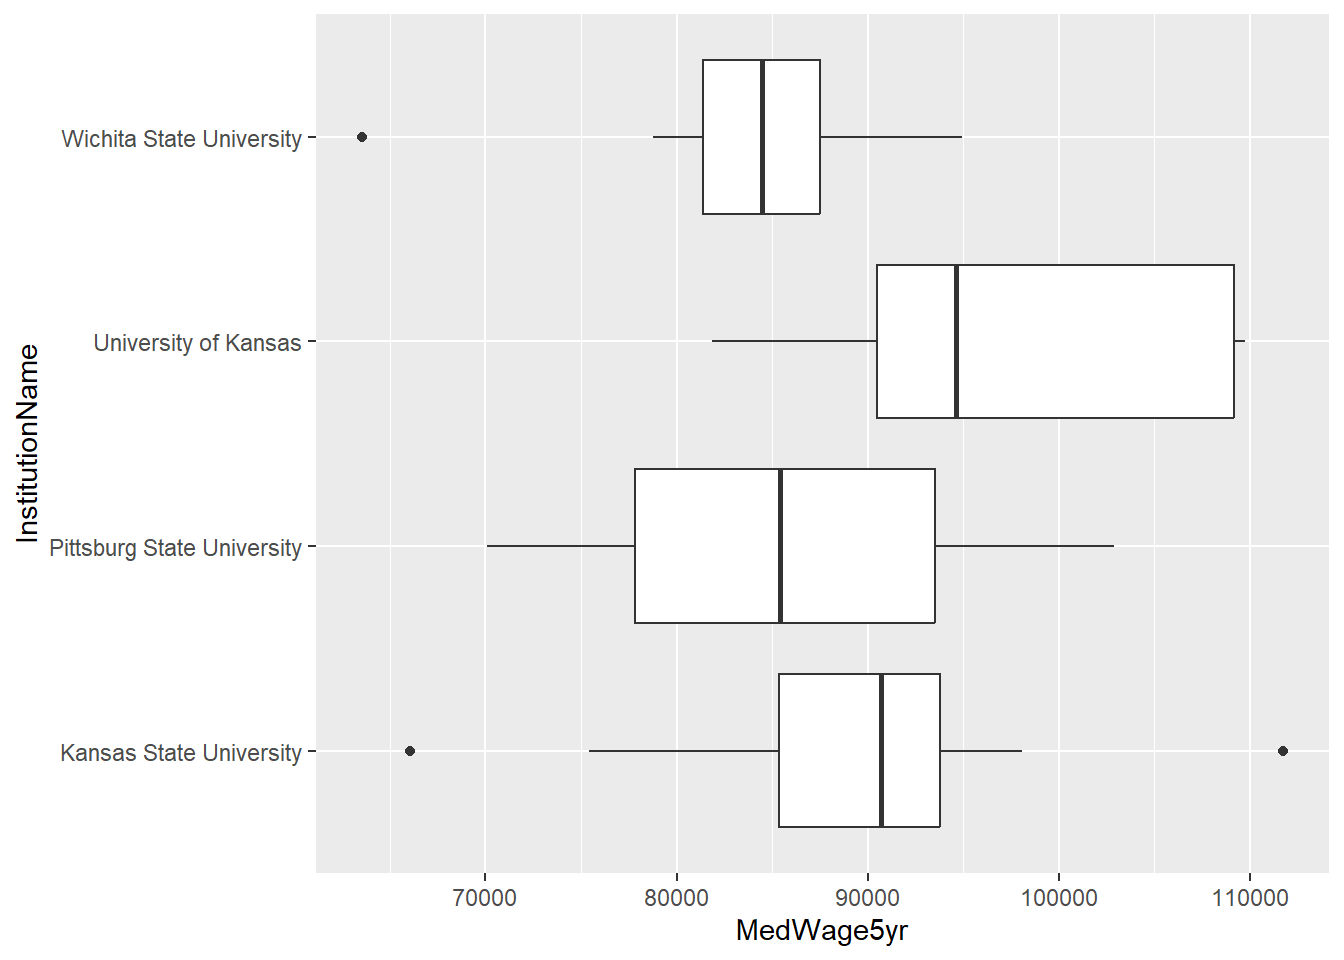 Wichita State University
University of Kansas
Pittsburg State University
Kansas State University
InstitutionName
70000 80000 90000 100000 110000
MedWage5yr